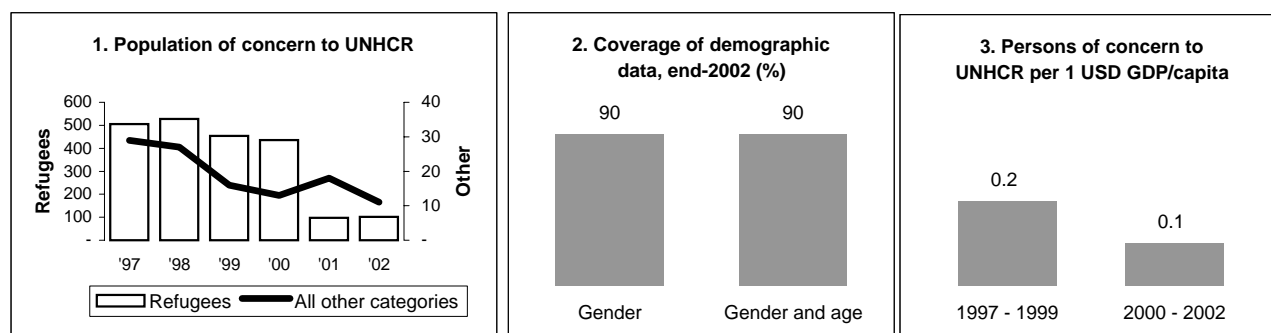 1. Population of concern to UNHCR
Refugees
600
500
400
300
200
100
-
40
30
20
10
-
Other
'97 '98 '99 '00 '01 '02
Refugees All other categories
2. Coverage of demographic
data, end-2002 (%)
90 90
Gender Gender and age
3. Persons of concern to
UNHCR per 1 USD GDP/capita
0.2
0.1
1997 - 1999 2000 - 2002